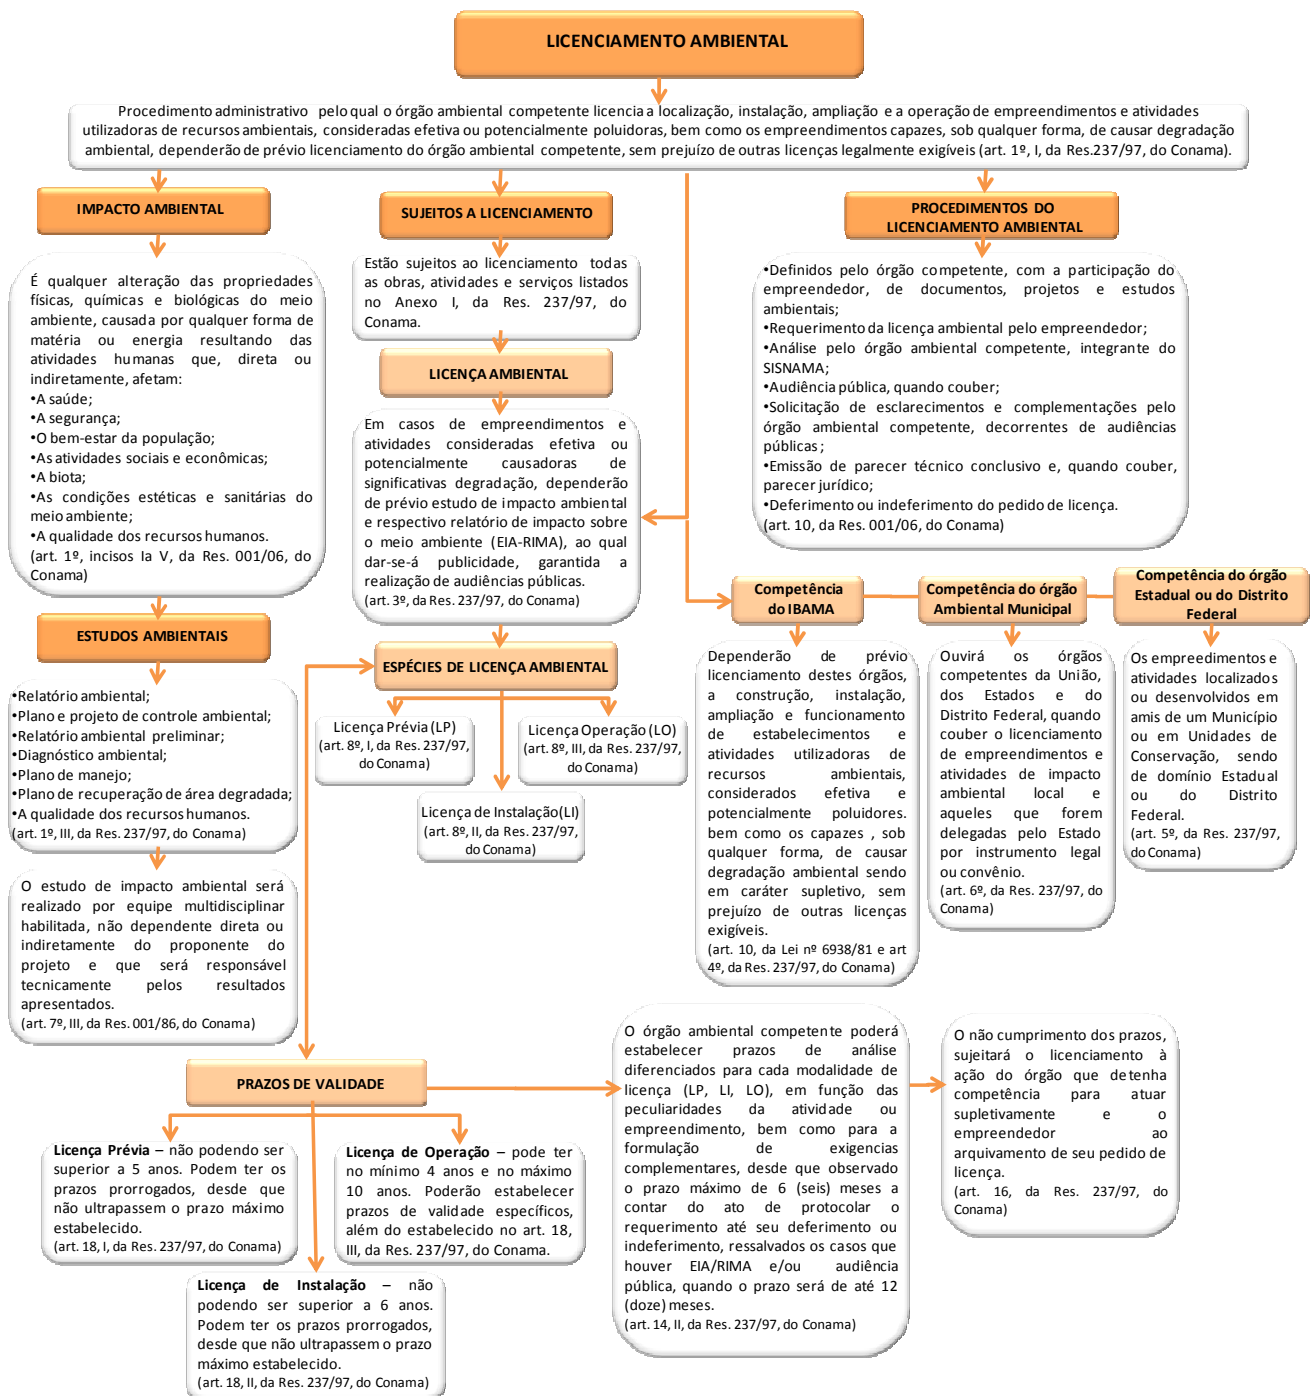 LICENCIAMENTO AMBIENTAL
Procedimento administrativo pelo qual o órgão ambiental competente licencia a localização, instalação, ampliação e a operação de empreendimentos e atividades
utilizadoras de recursos ambientais, consideradas efetiva ou potencialmente poluidoras, bem como os empreendimentos capazes, sob qualquer forma, de causar degradação
ambiental, dependerão de prévio licenciamento do órgão ambiental competente, sem prejuízo de outras licenças legalmente exigíveis (art. 1º, I, da Res.237/97, do Conama).
IMPACTO AMBIENTAL
É qualquer alteração das propriedades
físicas, químicas e biológicas do meio
ambiente, causada por qualquer forma de
matéria ou energia resultando das
atividades humanas que, direta ou
indiretamente, afetam:
•A saúde;
•A segurança;
•O bem-estar da população;
•As atividades sociais e econômicas;
•A biota;
•As condições estéticas e sanitárias do
meio ambiente;
•A qualidade dos recursos humanos.
(art. 1º, incisos Ia V, da Res. 001/06, do
Conama)
ESTUDOS AMBIENTAIS
•Relatório ambiental;
•Plano e projeto de controle ambiental;
•Relatório ambiental preliminar;
•Diagnóstico ambiental;
•Plano de manejo;
•Plano de recuperação de área degradada;
•A qualidade dos recursos humanos.
(art. 1º, III, da Res. 237/97, do Conama)
O estudo de impacto ambiental será
realizado por equipe multidisciplinar
habilitada, não dependente direta ou
indiretamente do proponente do
projeto e que será responsável
tecnicamente pelos resultados
apresentados.
(art. 7º, III, da Res. 001/86, do Conama)
SUJEITOS A LICENCIAMENTO
Estão sujeitos ao licenciamento todas
as obras, atividades e serviços listados
no Anexo I, da Res. 237/97, do
Conama.
LICENÇA AMBIENTAL
Em casos de empreendimentos e
atividades consideradas efetiva ou
potencialmente causadoras de
significativas degradação, dependerão
de prévio estudo de impacto ambiental
e respectivo relatório de impacto sobre
o meio ambiente (EIA-RIMA), ao qual
dar-se-á publicidade, garantida a
realização de audiências públicas.
(art. 3º, da Res. 237/97, do Conama)
ESPÉCIES DE LICENÇA AMBIENTAL
Licença Prévia (LP)
(art. 8º, I, da Res. 237/97,
do Conama)
Licença Operação (LO)
(art. 8º, III, da Res. 237/97,
do Conama)
Licença de Instalação(LI)
(art. 8º, II, da Res. 237/97,
do Conama)
PROCEDIMENTOS DO
LICENCIAMENTO AMBIENTAL
•Definidos pelo órgão competente, com a participação do
empreendedor, de documentos, projetos e estudos
ambientais;
•Requerimento da licença ambiental pelo empreendedor;
•Análise pelo órgão ambiental competente, integrante do
SISNAMA;
•Audiência pública, quando couber;
•Solicitação de esclarecimentos e complementações pelo
órgão ambiental competente, decorrentes de audiências
públicas ;
•Emissão de parecer técnico conclusivo e, quando couber,
parecer jurídico;
•Deferimento ou indeferimento do pedido de licença.
(art. 10, da Res. 001/06, do Conama)
Competência
do IBAMA
Dependerão de prévio
licenciamento destes órgãos,
a construção, instalação,
ampliação e funcionamento
de estabelecimentos e
atividades utilizadoras de
recursos ambientais,
considerados efetiva e
potencialmente poluidores.
bem como os capazes , sob
qualquer forma, de causar
degradação ambiental sendo
em caráter supletivo, sem
prejuízo de outras licenças
exigíveis.
(art. 10, da Lei nº 6938/81 e art
4º, da Res. 237/97, do Conama)
Competência do órgão
Ambiental Municipal
Ouvirá os órgãos
competentes da União,
dos Estados e do
Distrito Federal, quando
couber o licenciamento
de empreendimentos e
atividades de impacto
ambiental local e
aqueles que forem
delegadas pelo Estado
por instrumento legal
ou convênio.
(art. 6º, da Res. 237/97, do
Conama)
Competência do órgão
Estadual ou do Distrito
Federal
Os empreedimentos e
atividades localizados
ou desenvolvidos em
amis de um Município
ou em Unidades de
Conservação, sendo
de domínio Estadual
ou do Distrito
Federal.
(art. 5º, da Res. 237/97,
do Conama)
PRAZOS DE VALIDADE
Licença Prévia – não podendo ser
superior a 5 anos. Podem ter os
prazos prorrogados, desde que
não ultrapassem o prazo máximo
estabelecido.
(art. 18, I, da Res. 237/97, do Conama)
Licença de Operação – pode ter
no mínimo 4 anos e no máximo
10 anos. Poderão estabelecer
prazos de validade específicos,
além do estabelecido no art. 18,
III, da Res. 237/97, do Conama.
Licença de Instalação – não
podendo ser superior a 6 anos.
Podem ter os prazos prorrogados,
desde que não ultrapassem o prazo
máximo estabelecido.
(art. 18, II, da Res. 237/97, do Conama)
O órgão ambiental competente poderá
estabelecer prazos de análise
diferenciados para cada modalidade de
licença (LP, LI, LO), em função das
peculiaridades da atividade ou
empreendimento, bem como para a
formulação de exigencias
complementares, desde que observado
o prazo máximo de 6 (seis) meses a
contar do ato de protocolar o
requerimento até seu deferimento ou
indeferimento, ressalvados os casos que
houver EIA/RIMA e/ou audiência
pública, quando o prazo será de até 12
(doze) meses.
(art. 14, II, da Res. 237/97, do Conama)
O não cumprimento dos prazos,
sujeitará o licenciamento à
ação do órgão que detenha
competência para atuar
supletivamente e o
empreendedor ao
arquivamento de seu pedido de
licença.
(art. 16, da Res. 237/97, do
Conama)